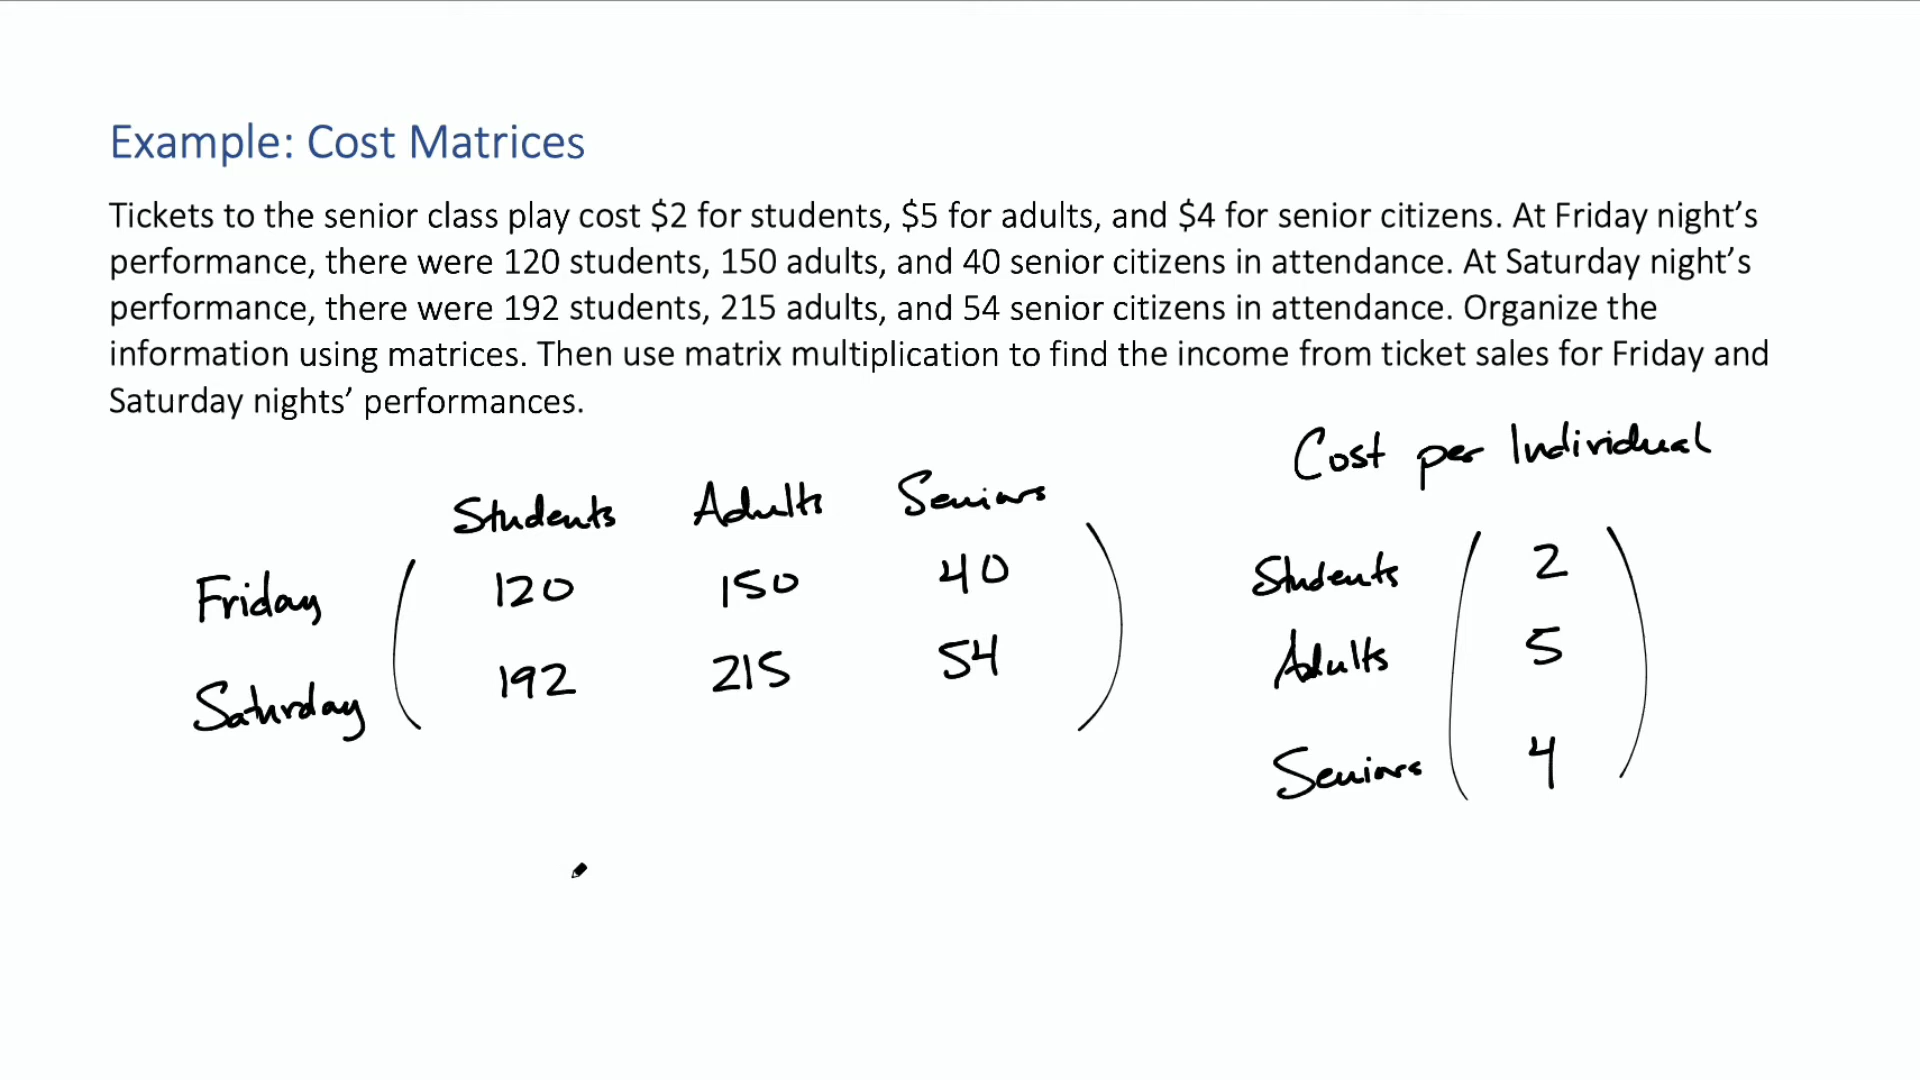 Example: Cost Matrices
Tickets to the senior class play cost $2 for students, $5 for adults, and $4 for senior citizens. At Friday night’s
performance, there were 120 students, 150 adults, and 40 senior citizens in attendance. At Saturday night’s
performance, there were 192 students, 215 adults, and 54 senior citizens in attendance. Organize the
information using matrices. Then use matrix multiplication to find the income from ticket sales for Friday and
Saturday nights’ performances.
Cost per Individual
Students Adults Seniors
Friday 120 150 40
Saturday 192 215 54
Students 2
Adults 5
Seniors 4